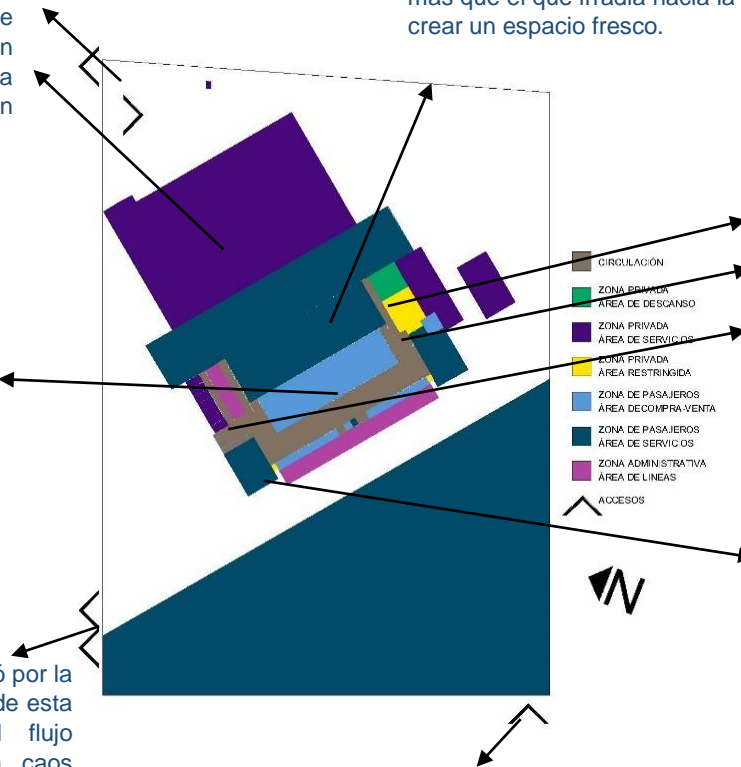 más que el que irradia hacia la
crear un espacio fresco.
e
n
a
n
CIRCULACIÓN
ZONA PRIVADA
ÁREA DE DESCANSO
ZONA PRIVADA
ÁREA DE SERVICIOS
ZONA PRIVADA
ÁREA RESTRINGIDA
ZONA DE PASAJEROS
ÁREA DECOMPRA-VENTA
ZONA DE PASAJEROS
ÁREA DE SERVICIOS
ZONA ADMINISTRATIVA
ÁREA DE LINEAS
ACCESOS
N
ó por la
de esta
l flujo
caos